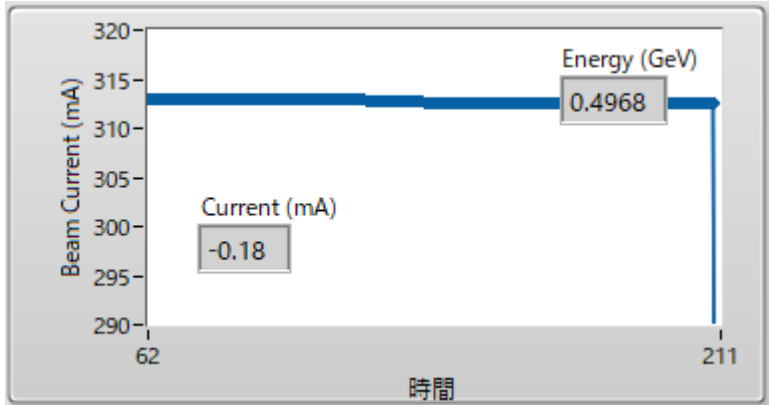 320
Energy (GeV)
315
0.4968
310
Beam Current (mA)
305
Current (mA)
300
-0.18
295
290
62
211
時間